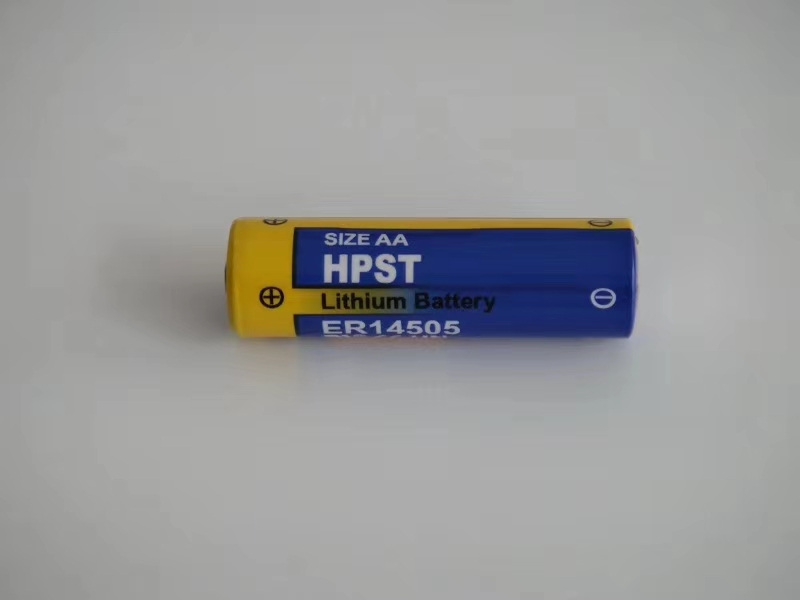 SIZE AA
HPST
Lithium Battery
ER14505